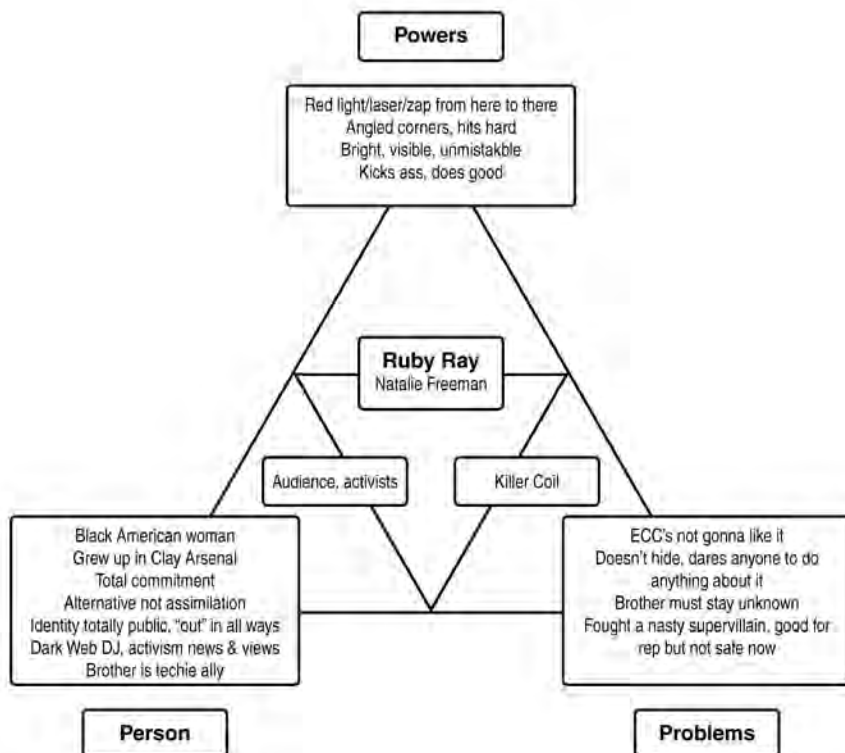 Powers
Red light/laser/zap from here to there
Angled corners, hits hard
Bright, visible, unmistakble
Kicks ass, does good
Ruby Ray
Natalie Freeman
Audience, activists
Killer Coil
Black American woman
Grew up in Clay Arsenal
Total commitment
Alternative not assimilation
Identity totally public, “out” in all ways
Dark Web DJ, activism news & views
Brother is techie ally
ECC's not gonna like it
Doesn't hide, dares anyone to do
anything about it
Brother must stay unknown
Fought a nasty supervillain, good for
rep but not safe now
Person
Problems